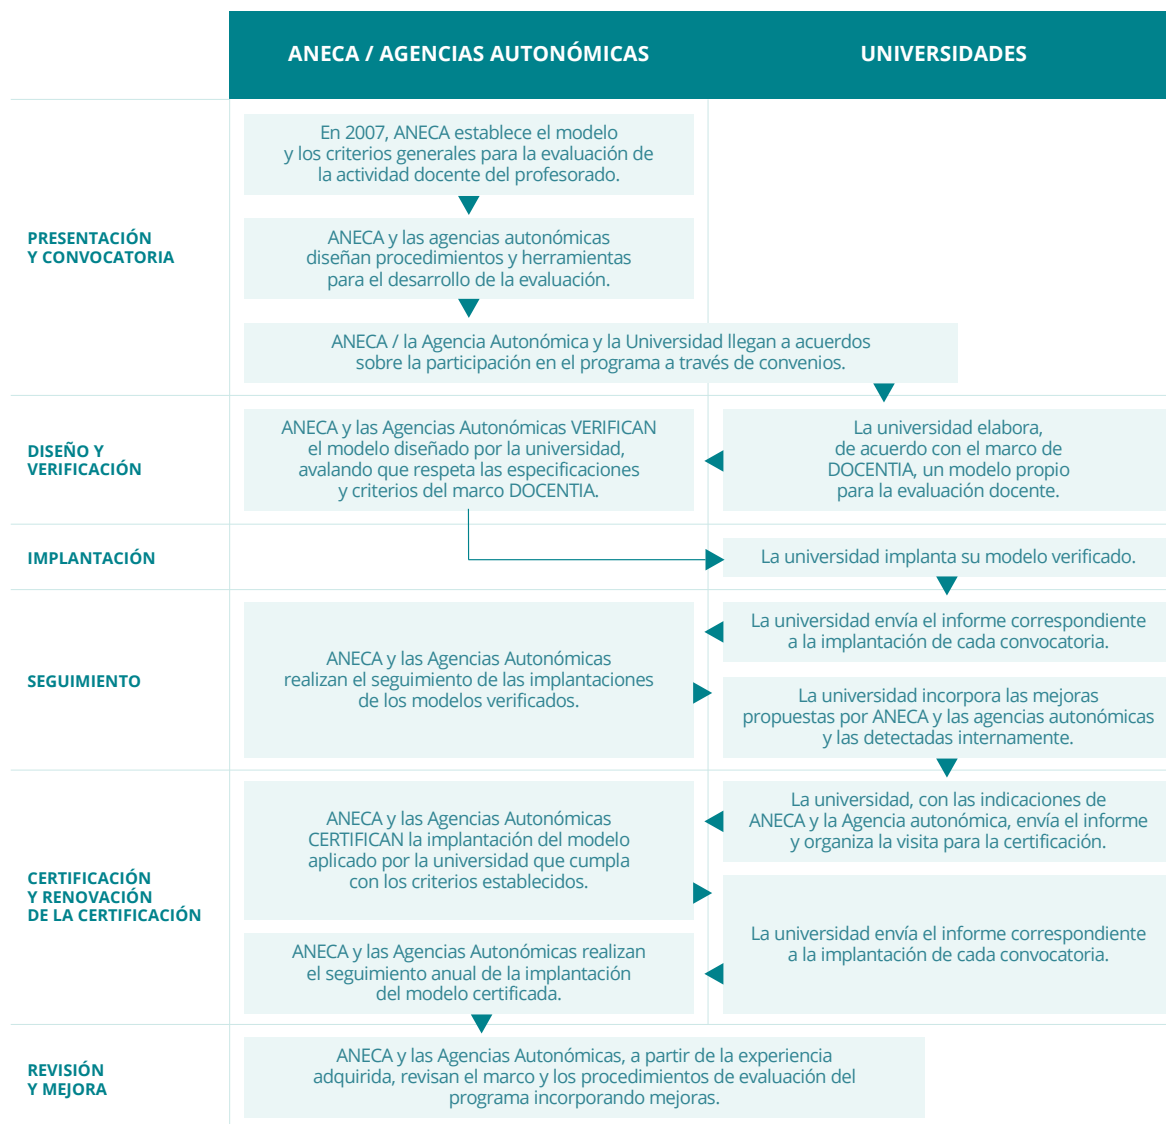 ANECA / AGENCIAS AUTONÓMICAS
UNIVERSIDADES
PRESENTACIÓN
Y CONVOCATORIA
En 2007, ANECA establece el modelo
y los criterios generales para la evaluación de
la actividad docente del profesorado.
ANECA y las agencias autonómicas
diseñan procedimientos y herramientas
para el desarrollo de la evaluación.
ANECA / la Agencia Autonómica y la Universidad llegan a acuerdos
sobre la participación en el programa a través de convenios.
DISEÑO Y
VERIFICACIÓN
ANECA y las Agencias Autonómicas VERIFICAN
el modelo diseñado por la universidad,
avalando que respeta las especificaciones
y criterios del marco DOCENTIA.
La universidad elabora,
de acuerdo con el marco de
DOCENTIA, un modelo propio
para la evaluación docente.
IMPLANTACIÓN
La universidad implanta su modelo verificado.
SEGUIMIENTO
ANECA y las Agencias Autonómicas
realizan el seguimiento de las implantaciones
de los modelos verificados.
La universidad envía el informe correspondiente
a la implantación de cada convocatoria.
La universidad incorpora las mejoras
propuestas por ANECA y las agencias autonómicas
y las detectadas internamente.
CERTIFICACIÓN
Y RENOVACIÓN
DE LA CERTIFICACIÓN
ANECA y las Agencias Autonómicas
CERTIFICAN la implantación del modelo
aplicado por la universidad que cumpla
con los criterios establecidos.
La universidad, con las indicaciones de
ANECA y la Agencia autonómica, envía el informe
y organiza la visita para la certificación.
La universidad envía el informe correspondiente
a la implantación de cada convocatoria.
ANECA y las Agencias Autonómicas realizan
el seguimiento anual de la implantación
del modelo certificada.
REVISIÓN
Y MEJORA
ANECA y las Agencias Autonómicas, a partir de la experiencia
adquirida, revisan el marco y los procedimientos de evaluación del
programa incorporando mejoras.